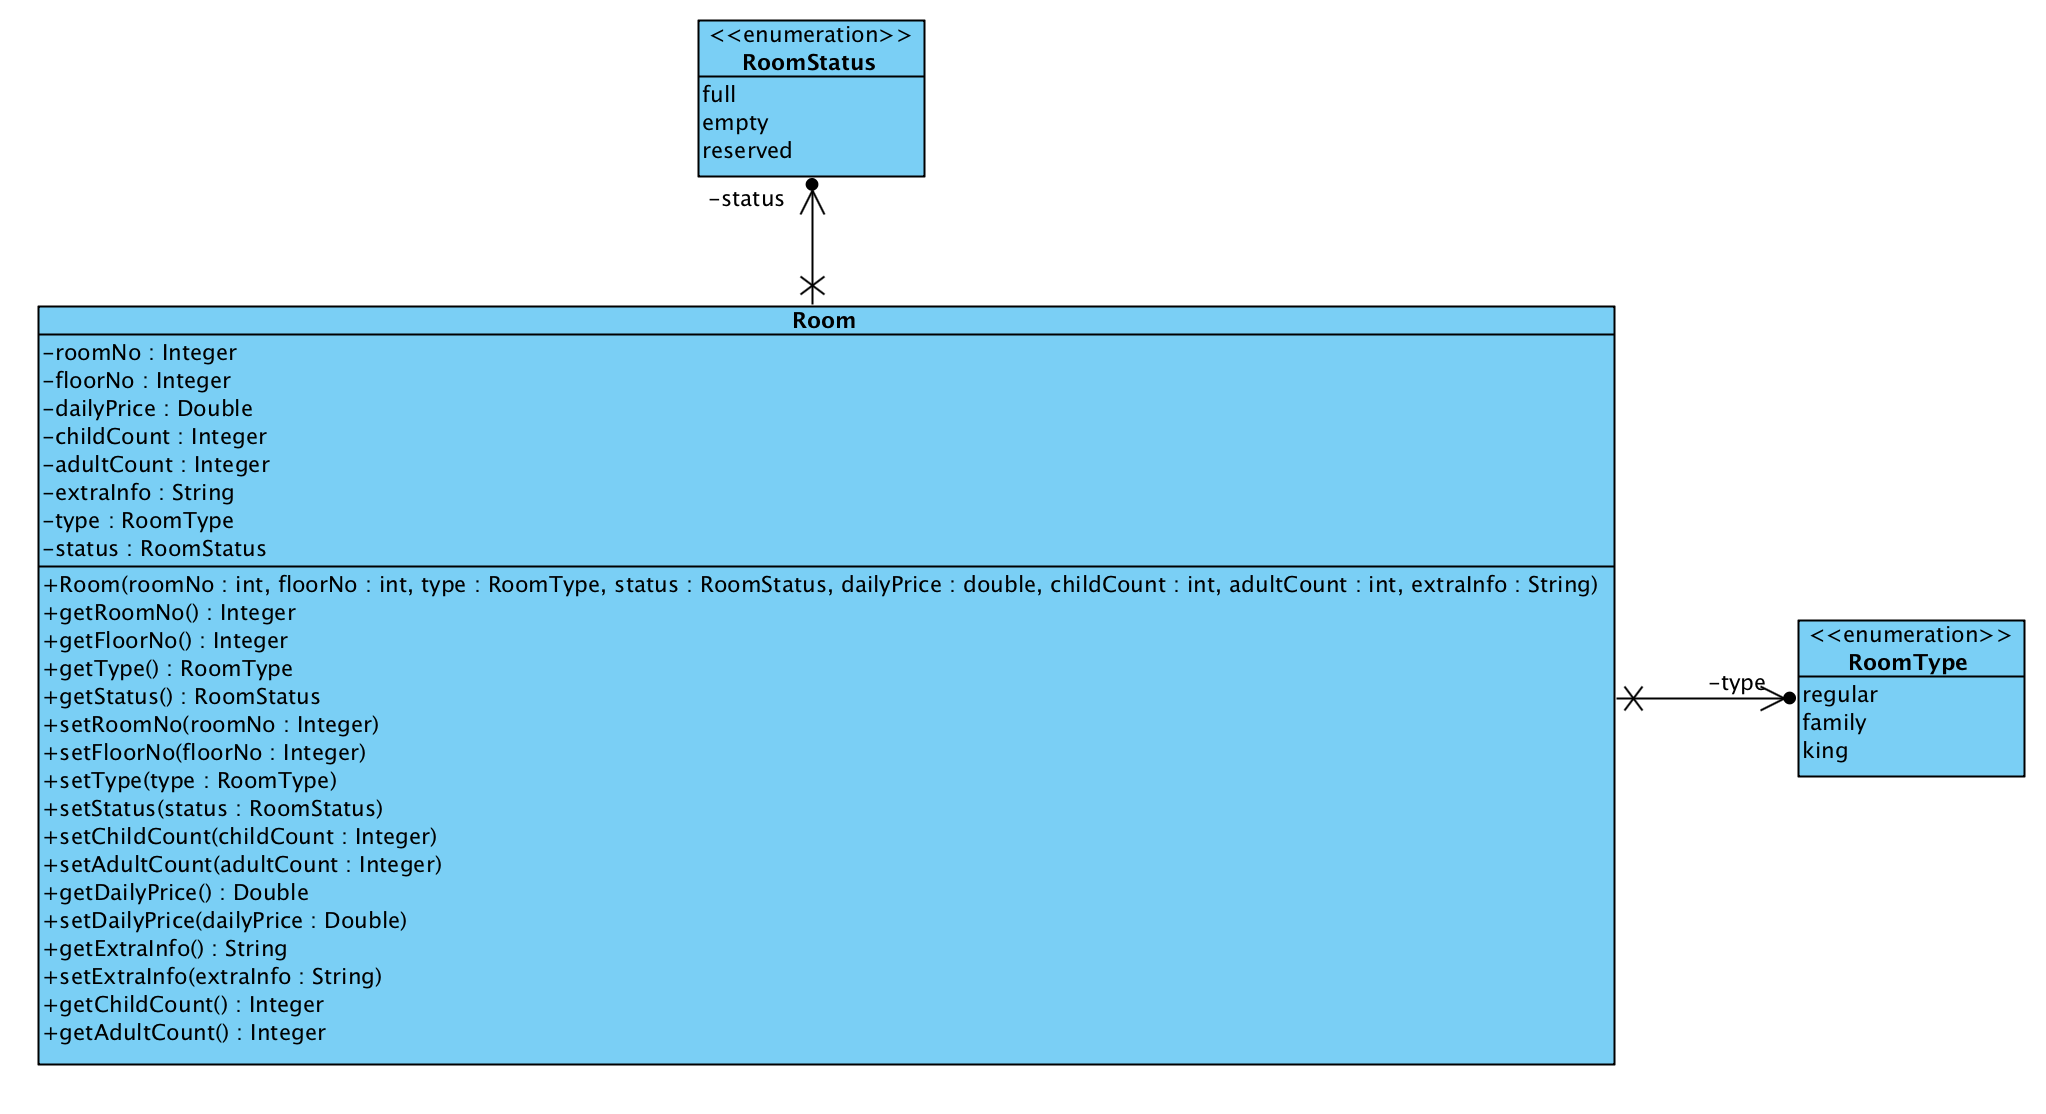 <<enumeration>>
RoomStatus
full
empty
reserved
-status
Room
-roomNo : Integer
-floorNo : Integer
-dailyPrice : Double
-childCount : Integer
-adultCount : Integer
-extraInfo : String
-type : RoomType
-status : RoomStatus
+Room(roomNo : int, floorNo : int, type : RoomType, status : RoomStatus, dailyPrice : double, childCount : int, adultCount : int, extraInfo : String)
+getRoomNo() : Integer
+getFloorNo() : Integer
+getType() : RoomType
+getStatus() : RoomStatus
+setRoomNo(roomNo : Integer)
+setFloorNo(floorNo : Integer)
+setType(type : RoomType)
+setStatus(status : RoomStatus)
+setChildCount(childCount : Integer)
+setAdultCount(adultCount : Integer)
+getDailyPrice() : Double
+setDailyPrice(dailyPrice : Double)
+getExtraInfo() : String
+setExtraInfo(extraInfo : String)
+getChildCount() : Integer
+getAdultCount() : Integer
-type
<<enumeration>>
RoomType
regular
family
king